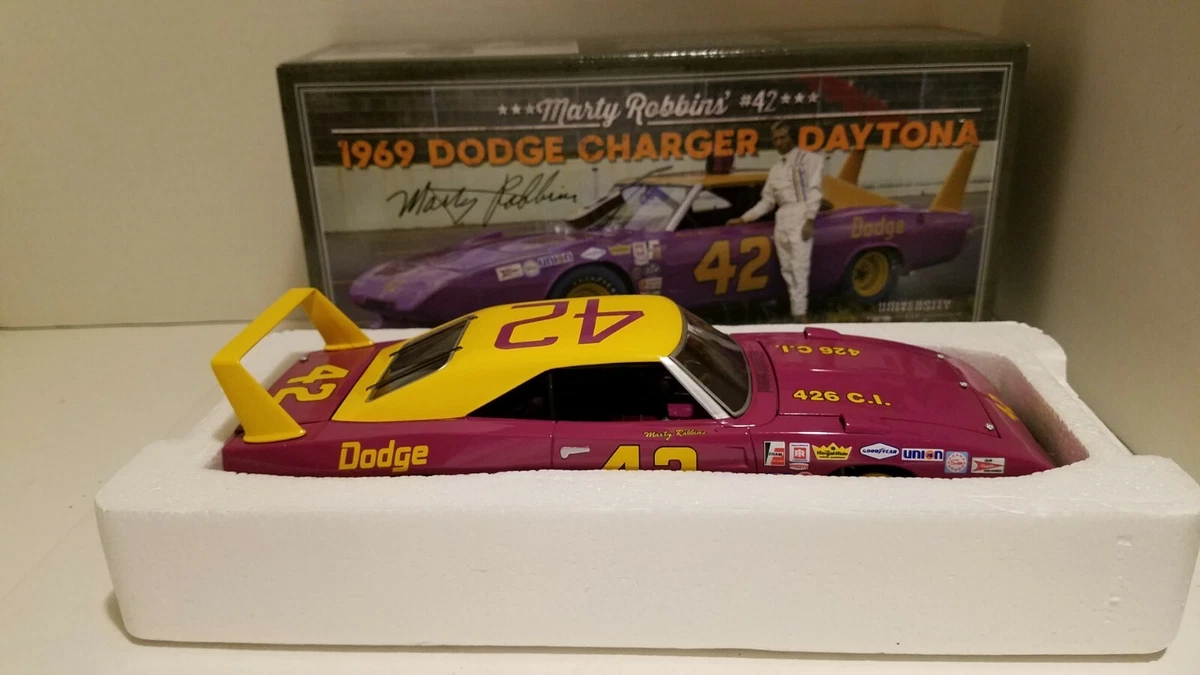 ★★★Marty Robbins' #42★★★
1969 DODGE CHARGER DAYTONA
Marty Robbins
Dodge
42
UNION
UNIVERSITY
42
426 C.I.
42
426 C.I.
Marty Robbins
Dodge
42
GOODYEAR
UNION